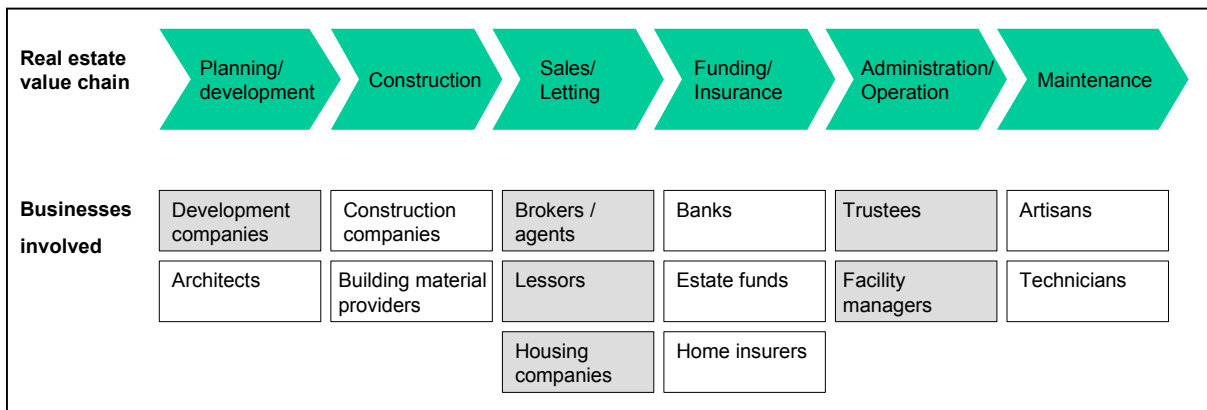 Real estate
value chain
Planning/
development
Construction
Sales/
Letting
Funding/
Insurance
Administration/
Operation
Maintenance
Businesses
involved
Development
companies
Construction
companies
Brokers /
agents
Banks
Trustees
Artisans
Architects
Building material
providers
Lessors
Estate funds
Facility
managers
Technicians
Housing
companies
Home insurers